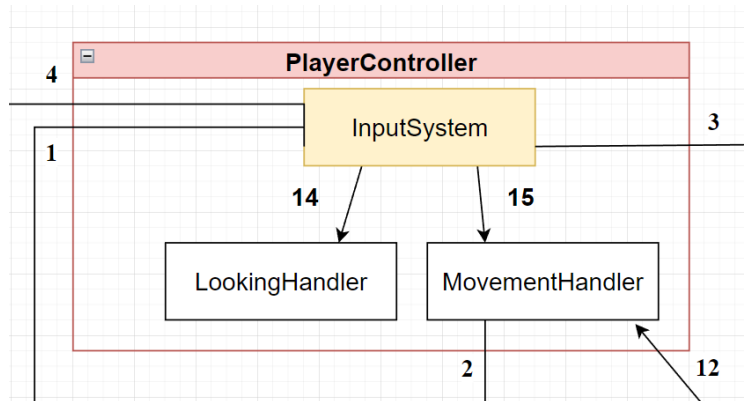 PlayerController
4
InputSystem
3
1
14
15
LookingHandler
MovementHandler
2
12